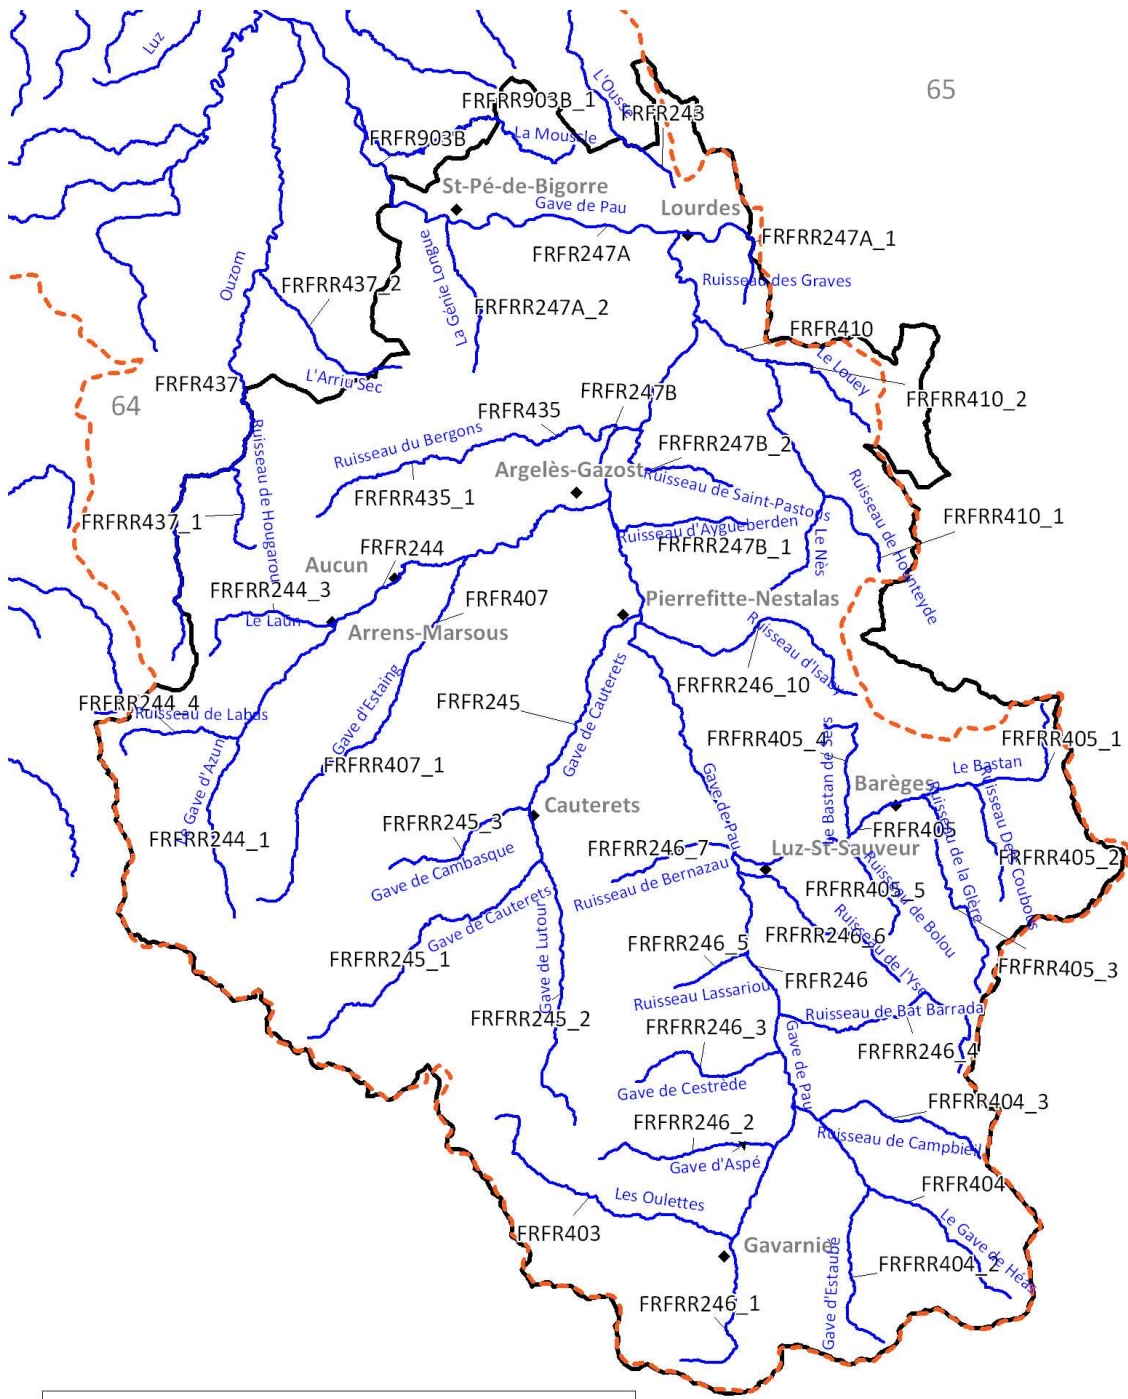 Luz
65
L'Ousse
FRFRR903B_1
FRFR243
La Mouscle
FRFR903B
St-Pé-de-Bigorre
Gave de Pau
Lourdes
FRFRR247A_1
FRFR247A
Ouzom
La Génie Longue
Ruisseau des Graves
FRFRR437_2
FRFRR247A_2
FRFR410
Le Louey
L'Arriu Sec
FRFR437
64
FRFR247B
FRFRR410_2
FRFR435
Ruisseau du Bergons
FRFRR247B_2
Argelès-Gazost
Ruisseau de Saint-Pastous
FRFRR435_1
Ruisseau de Hougarou
FRFRR437_1
Ruisseau d'Aygueberden
FRFRR410_1
Ruisseau de Hounteyde
FRFRR247B_1
Le Nès
FRFR244
Aucun
FRFRR244_3
FRFR407
Pierrefitte-Nestalas
Le Laün
Arrens-Marsous
Ruisseau d'Isaby
FRFRR246_10
Gave d'Estaing
Gave de Cauterets
FRFR245
FRFRR244_4
Ruisseau de Labas
FRFRR405_4
FRFRR405_1
Le Bastan de Sers
Le Bastan
Le Gave d'Azun
FRFRR407_1
Gave de Pau
Barèges
Cauterets
FRFRR245_3
FRFR405
FRFRR244_1
Gave de Cambasque
FRFRR246_7
Luz-St-Sauveur
Ruisseau de la Glère
Ruisseau Des Coubous
FRFRR405_2
Ruisseau de Bernazau
FRFRR405_5
Ruisseau de Bolou
Gave de Cauterets
Gave de Lutour
FRFRR246_6
Ruisseau de l'Yse
FRFRR246_5
FRFRR245_1
FRFR246
FRFRR405_3
Ruisseau Lassariou
Ruisseau de Bat Barrada
FRFRR245_2
FRFRR246_3
Gave de Pau
FRFRR246_4
Gave de Cestrède
FRFRR404_3
FRFRR246_2
Ruisseau de Campbieil
Gave d'Aspé
FRFR404
Les Oulettes
Le Gave de Héas
FRFR403
Gavarnie
FRFRR404_2
Gave d'Estaubé
FRFRR246_1